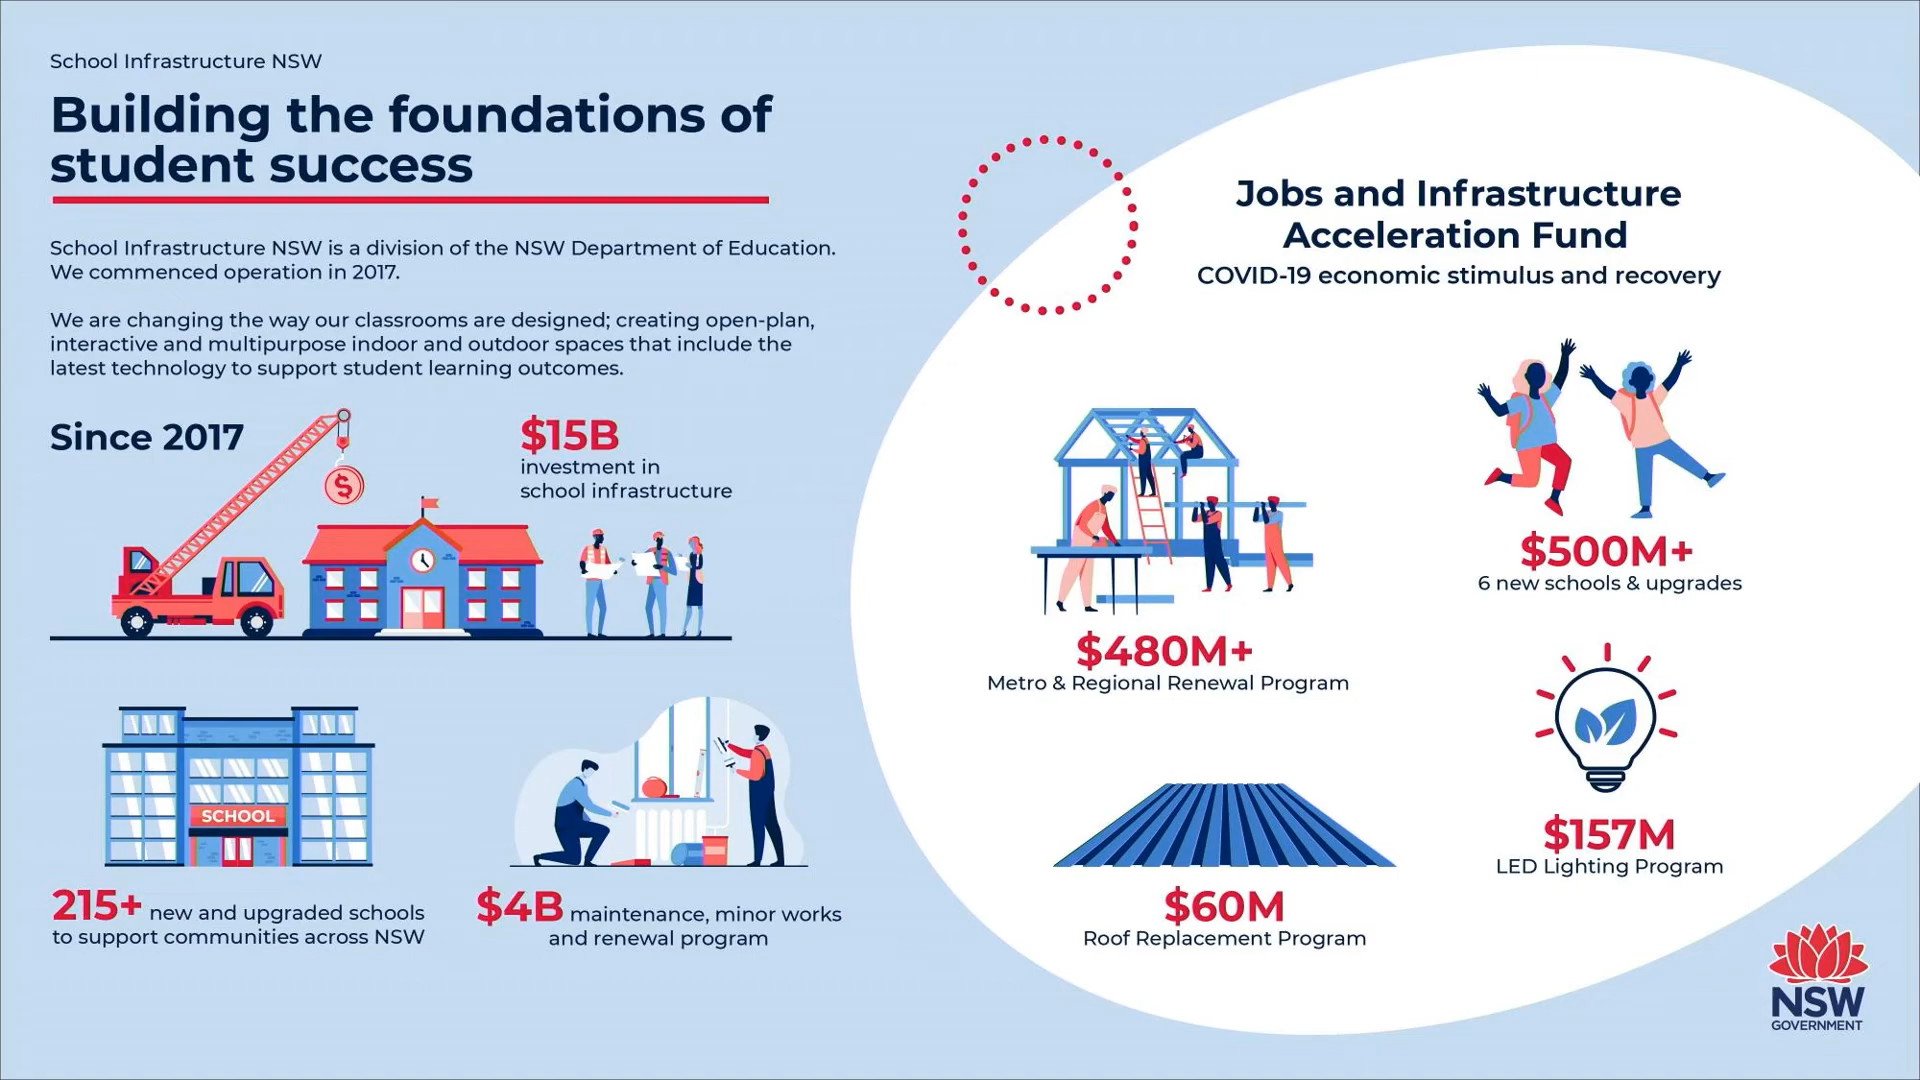 School Infrastructure NSW
Building the foundations of
student success
School Infrastructure NSW is a division of the NSW Department of Education.
We commenced operation in 2017.
We are changing the way our classrooms are designed; creating open-plan,
interactive and multipurpose indoor and outdoor spaces that include the
latest technology to support student learning outcomes.
Since 2017
$
$15B
investment in
school infrastructure
SCHOOL
215+ new and upgraded schools
to support communities across NSW
$4B maintenance, minor works
and renewal program
Jobs and Infrastructure
Acceleration Fund
COVID-19 economic stimulus and recovery
$480M+
Metro & Regional Renewal Program
$500M+
6 new schools & upgrades
$60M
Roof Replacement Program
$157M
LED Lighting Program
NSW
GOVERNMENT